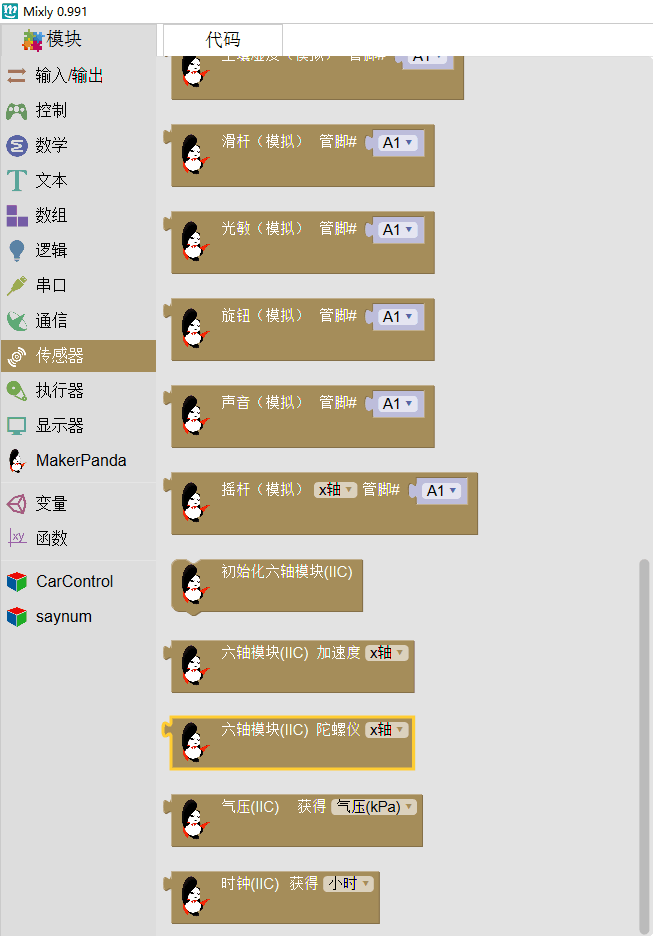 Mixly 0.991
模块
代码
输入/输出
控制
数学
文本
数组
逻辑
串口
通信
传感器
执行器
显示器
MakerPanda
变量
函数
CarControl
saynum
土壤湿度（模拟） 管脚# A1
滑杆（模拟） 管脚# A1
光敏（模拟） 管脚# A1
旋钮（模拟） 管脚# A1
声音（模拟） 管脚# A1
摇杆（模拟） x轴 管脚# A1
初始化六轴模块(IIC)
六轴模块(IIC) 加速度 x轴
六轴模块(IIC) 陀螺仪 x轴
气压(IIC) 获得 气压(kPa)
时钟(IIC) 获得 小时